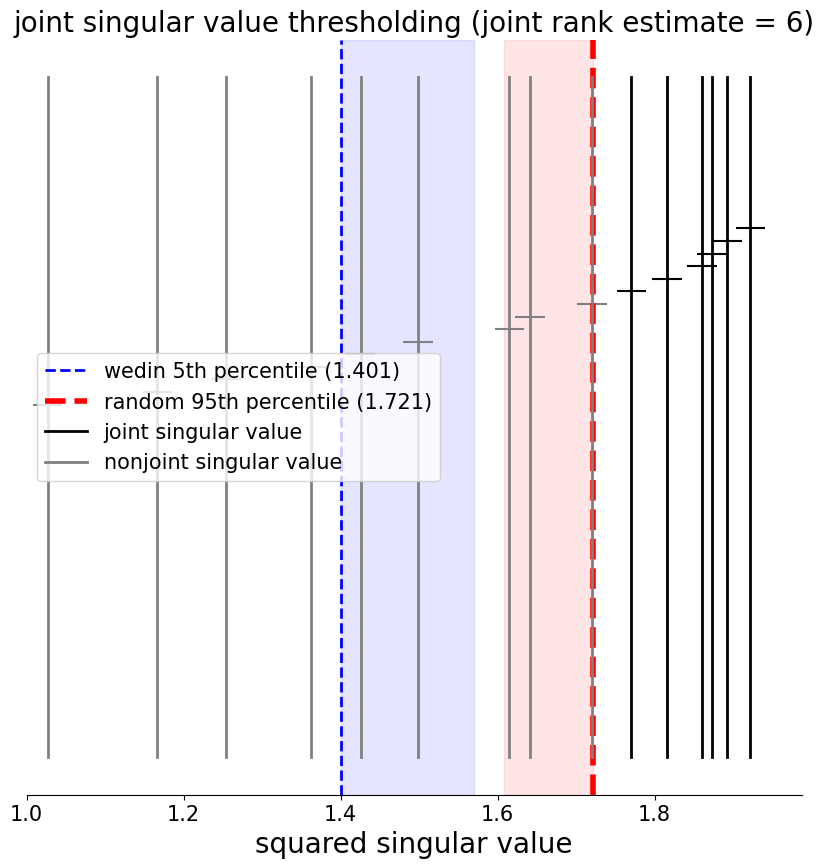 joint singular value thresholding (joint rank estimate = 6)
wedin 5th percentile (1.401)
random 95th percentile (1.721)
joint singular value
nonjoint singular value
1.0 1.2 1.4 1.6 1.8
squared singular value